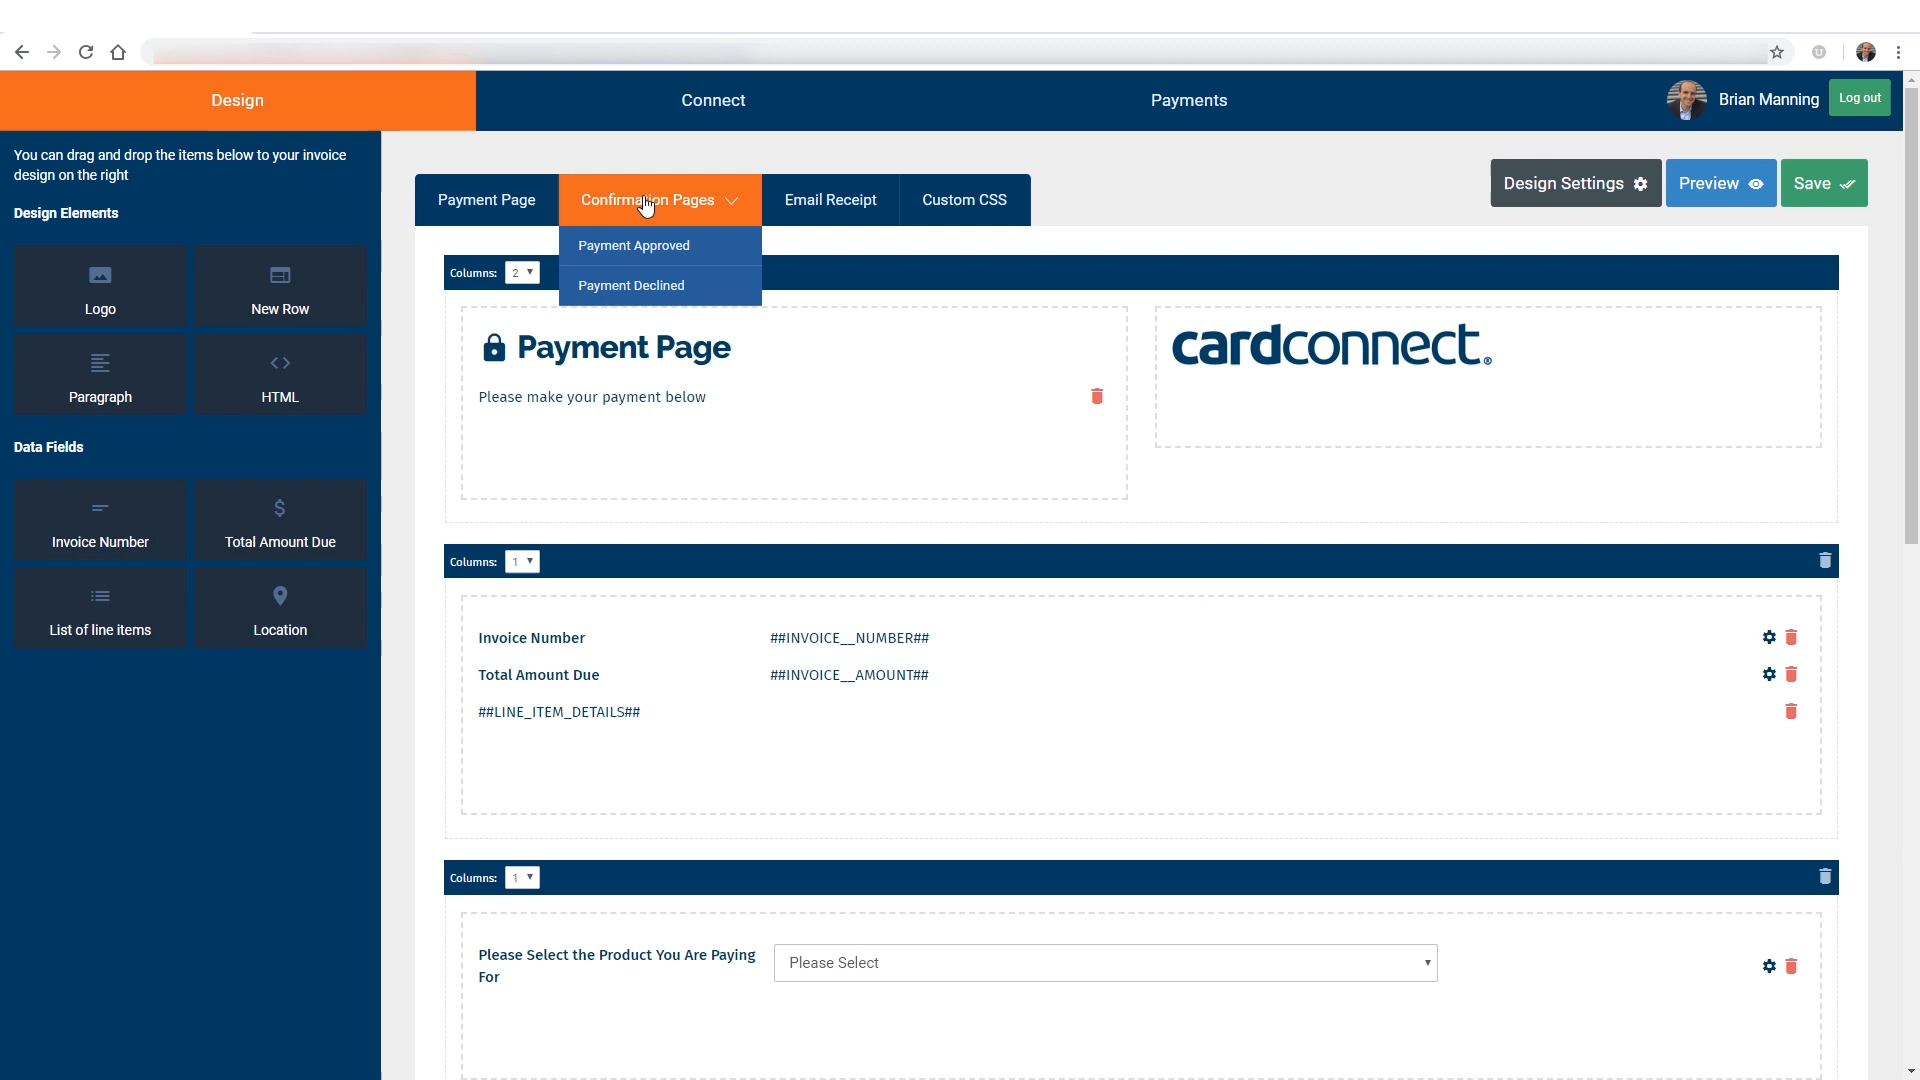 Design
Connect
Payments
Brian Manning
Log out
You can drag and drop the items below to your invoice
design on the right
Design Elements
Logo
New Row
Paragraph
HTML
Data Fields
Invoice Number
Total Amount Due
List of line items
Location
Payment Page
Confirmation Pages
Email Receipt
Custom CSS
Design Settings
Preview
Save
Payment Approved
Payment Declined
Columns: 2
Payment Page
Please make your payment below
cardconnect.®
Columns: 1
Invoice Number ##INVOICE__NUMBER##
Total Amount Due ##INVOICE__AMOUNT##
##LINE_ITEM_DETAILS##
Columns: 1
Please Select the Product You Are Paying
For
Please Select